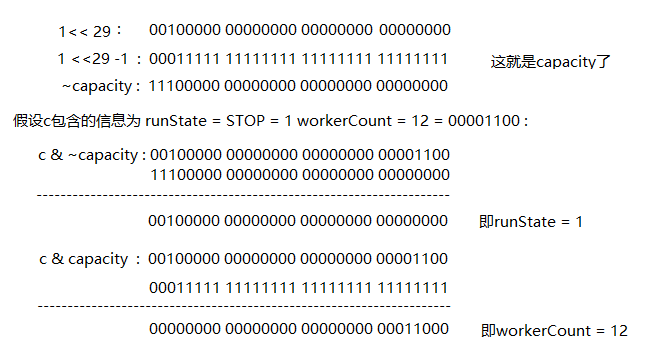 1<< 29 : 00100000 00000000 00000000 00000000
1 <<29 -1 : 00011111 11111111 11111111 11111111 这就是capacity了
~capacity : 11100000 00000000 00000000 00000000
假设c包含的信息为 runState = STOP = 1 workerCount = 12 = 00001100 :
c & ~capacity : 00100000 00000000 00000000 00001100
11100000 00000000 00000000 00000000
00100000 00000000 00000000 00000000 即runState = 1
c & capacity : 00100000 00000000 00000000 00001100
00011111 11111111 11111111 11111111
00000000 00000000 00000000 00011000 即workerCount = 12